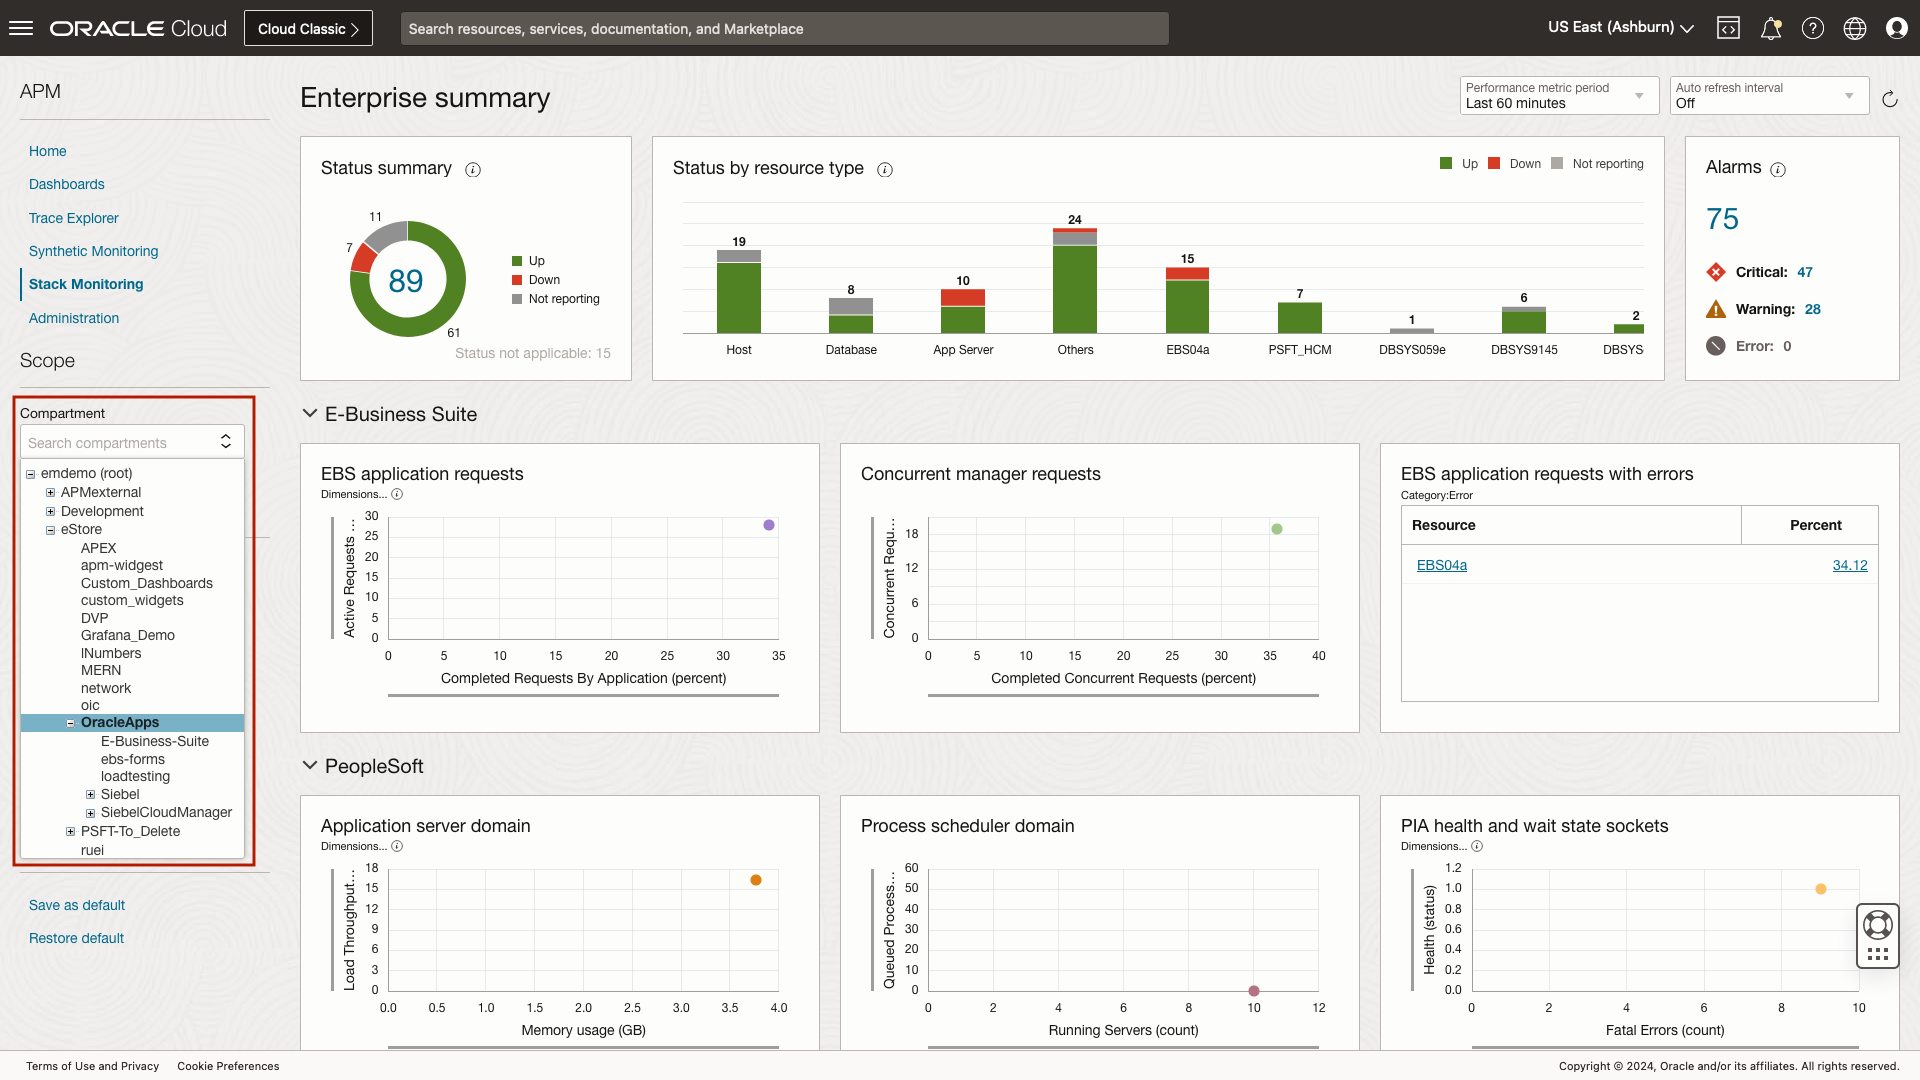 ORACLE Cloud
Cloud Classic
Search resources, services, documentation, and Marketplace
US East (Ashburn)
APM
Home
Dashboards
Trace Explorer
Synthetic Monitoring
Stack Monitoring
Administration
Scope
Compartment
Search compartments
emdemo (root)
APMexternal
Development
eStore
APEX
apm-widgest
Custom_Dashboards
custom_widgets
DVP
Grafana_Demo
INumbers
MERN
network
oic
OracleApps
E-Business-Suite
ebs-forms
loadtesting
Siebel
SiebelCloudManager
PSFT-To_Delete
ruei
Save as default
Restore default
Enterprise summary
Performance metric period
Last 60 minutes
Auto refresh interval
Off
Status summary
11
7
89
61
Up
Down
Not reporting
Status not applicable: 15
Status by resource type
Up Down Not reporting
19 8 10 24 15 7 1 6 2
Host Database App Server Others EBS04a PSFT_HCM DBSYS059e DBSYS9145 DBSYS
Alarms
75
Critical: 47
Warning: 28
Error: 0
E-Business Suite
EBS application requests
Dimensions...
Active Requests ...
30
25
20
15
10
5
0
0 5 10 15 20 25 30 35
Completed Requests By Application (percent)
Concurrent manager requests
Concurrent Requ...
18
12
6
0
0 5 10 15 20 25 30 35 40
Completed Concurrent Requests (percent)
EBS application requests with errors
Category:Error
Resource Percent
EBS04a 34.12
PeopleSoft
Application server domain
Dimensions...
Load Throughput...
18
15
12
9
6
3
0
0.0 0.5 1.0 1.5 2.0 2.5 3.0 3.5 4.0
Memory usage (GB)
Process scheduler domain
Queued Process...
60
50
40
30
20
10
0
0 2 4 6 8 10 12
Running Servers (count)
PIA health and wait state sockets
Dimensions...
Health (status)
1.2
1.0
0.8
0.6
0.4
0.2
0.0
0 2 4 6 8 10
Fatal Errors (count)
Terms of Use and Privacy Cookie Preferences
Copyright © 2024, Oracle and/or its affiliates. All rights reserved.